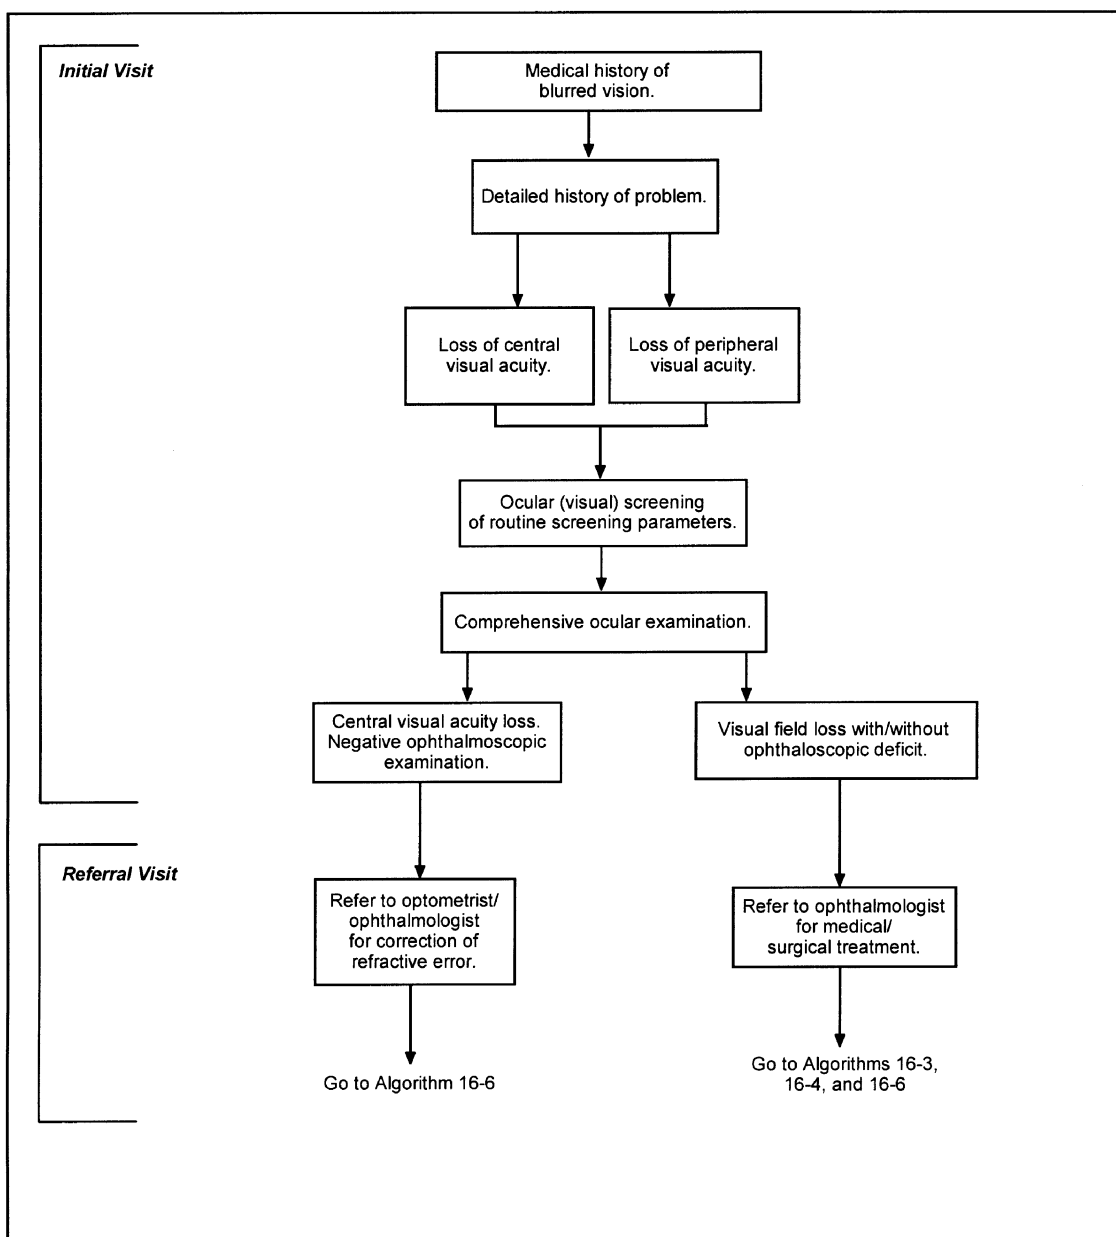 Initial Visit
Medical history of
blurred vision.
Detailed history of problem.
Loss of central
visual acuity.
Loss of peripheral
visual acuity.
Ocular (visual) screening
of routine screening parameters.
Comprehensive ocular examination.
Central visual acuity loss.
Negative ophthalmoscopic
examination.
Visual field loss with/without
ophthaloscopic deficit.
Referral Visit
Refer to optometrist/
ophthalmologist
for correction of
refractive error.
Refer to ophthalmologist
for medical/
surgical treatment.
Go to Algorithm 16-6
Go to Algorithms 16-3,
16-4, and 16-6